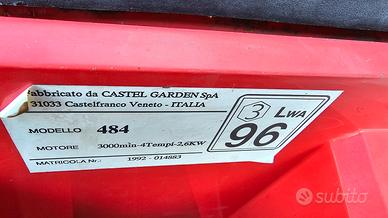 Fabbricato da CASTEL GARDEN SpA
31033 Castelfranco Veneto - ITALIA
MODELLO 484
MOTORE 3000min-4Tempi-2,6KW
MATRICOLA Nr.: 1992 - 014883
3 LWA
96
subito